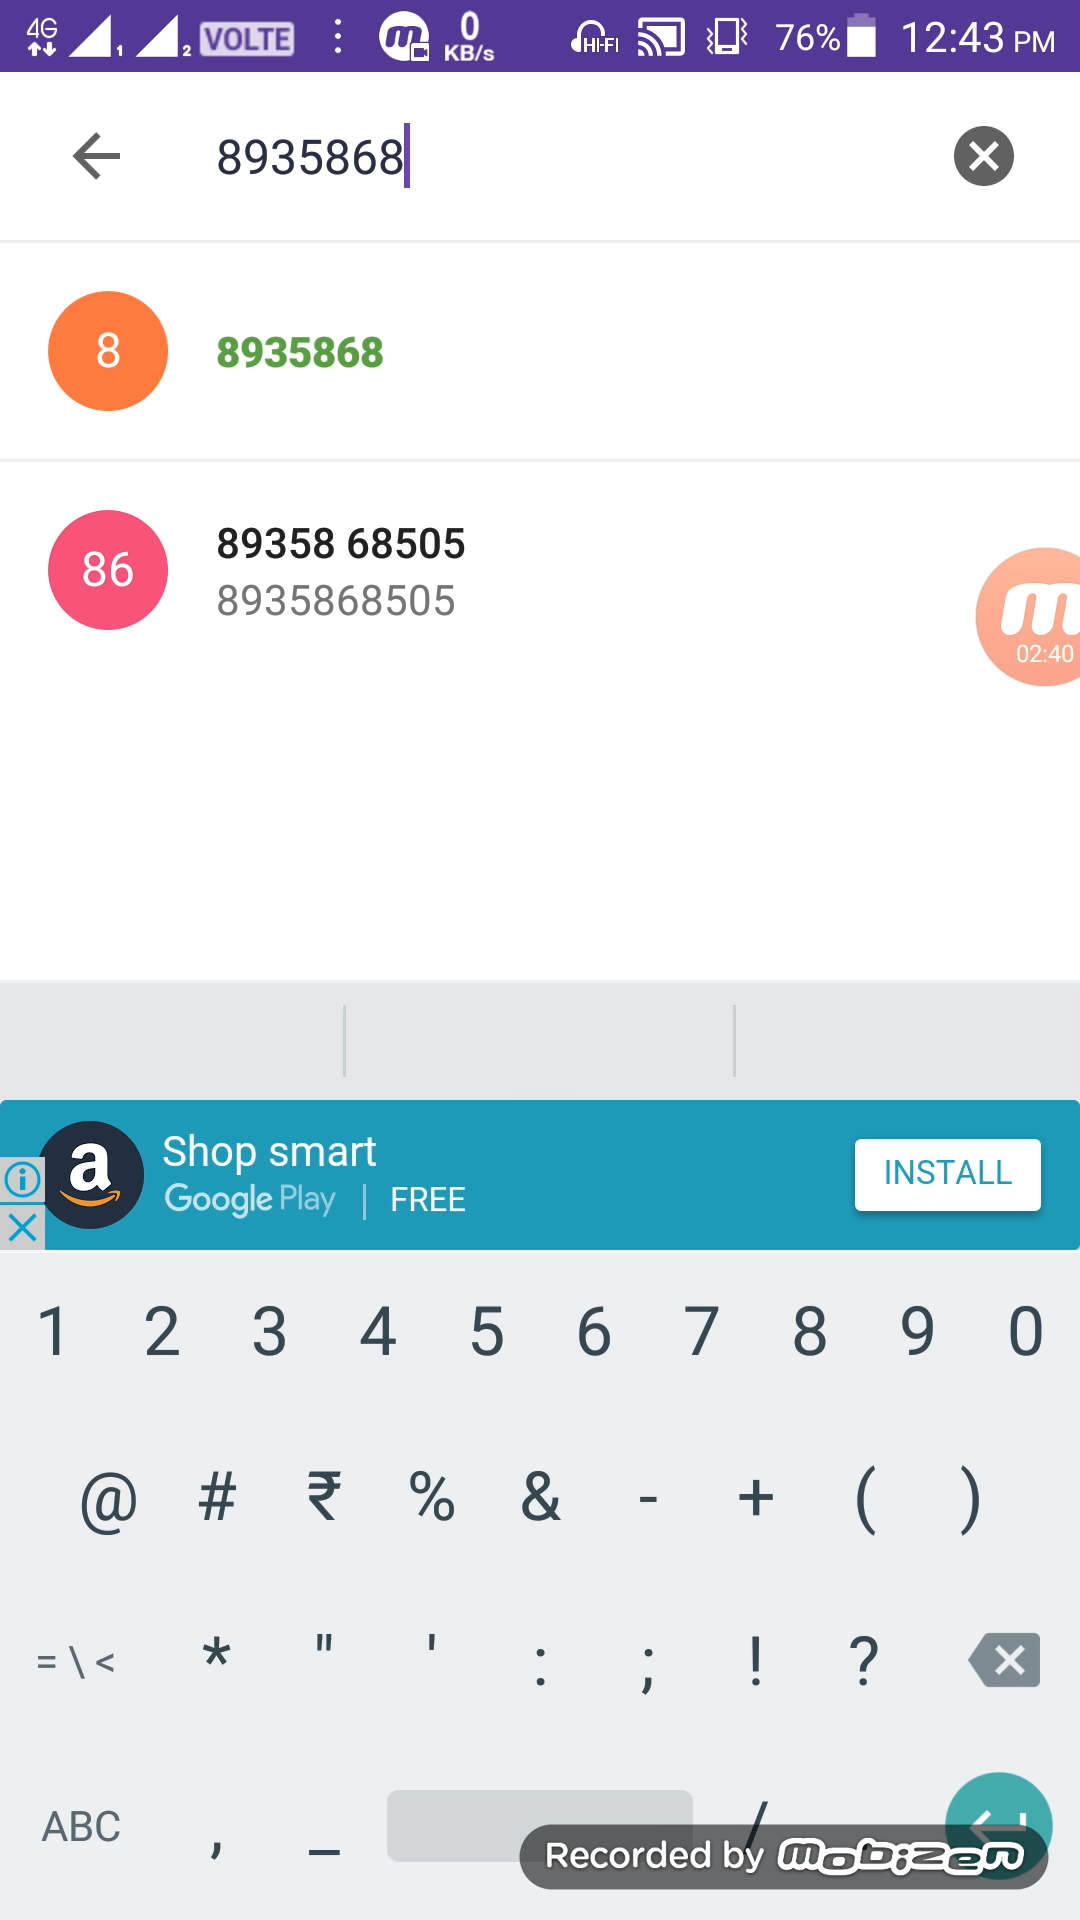 4G 1 2 VOLTE m 0 KB/s HI-FI 76% 12:43 PM
8935868
8 8935868
86 89358 68505
8935868505
m
02:40
a Shop smart
Google Play | FREE
INSTALL
1 2 3 4 5 6 7 8 9 0
@ # ₹ % & - + ( )
= \ < * " ' : ; ! ?
ABC , _ /
Recorded by mobizen